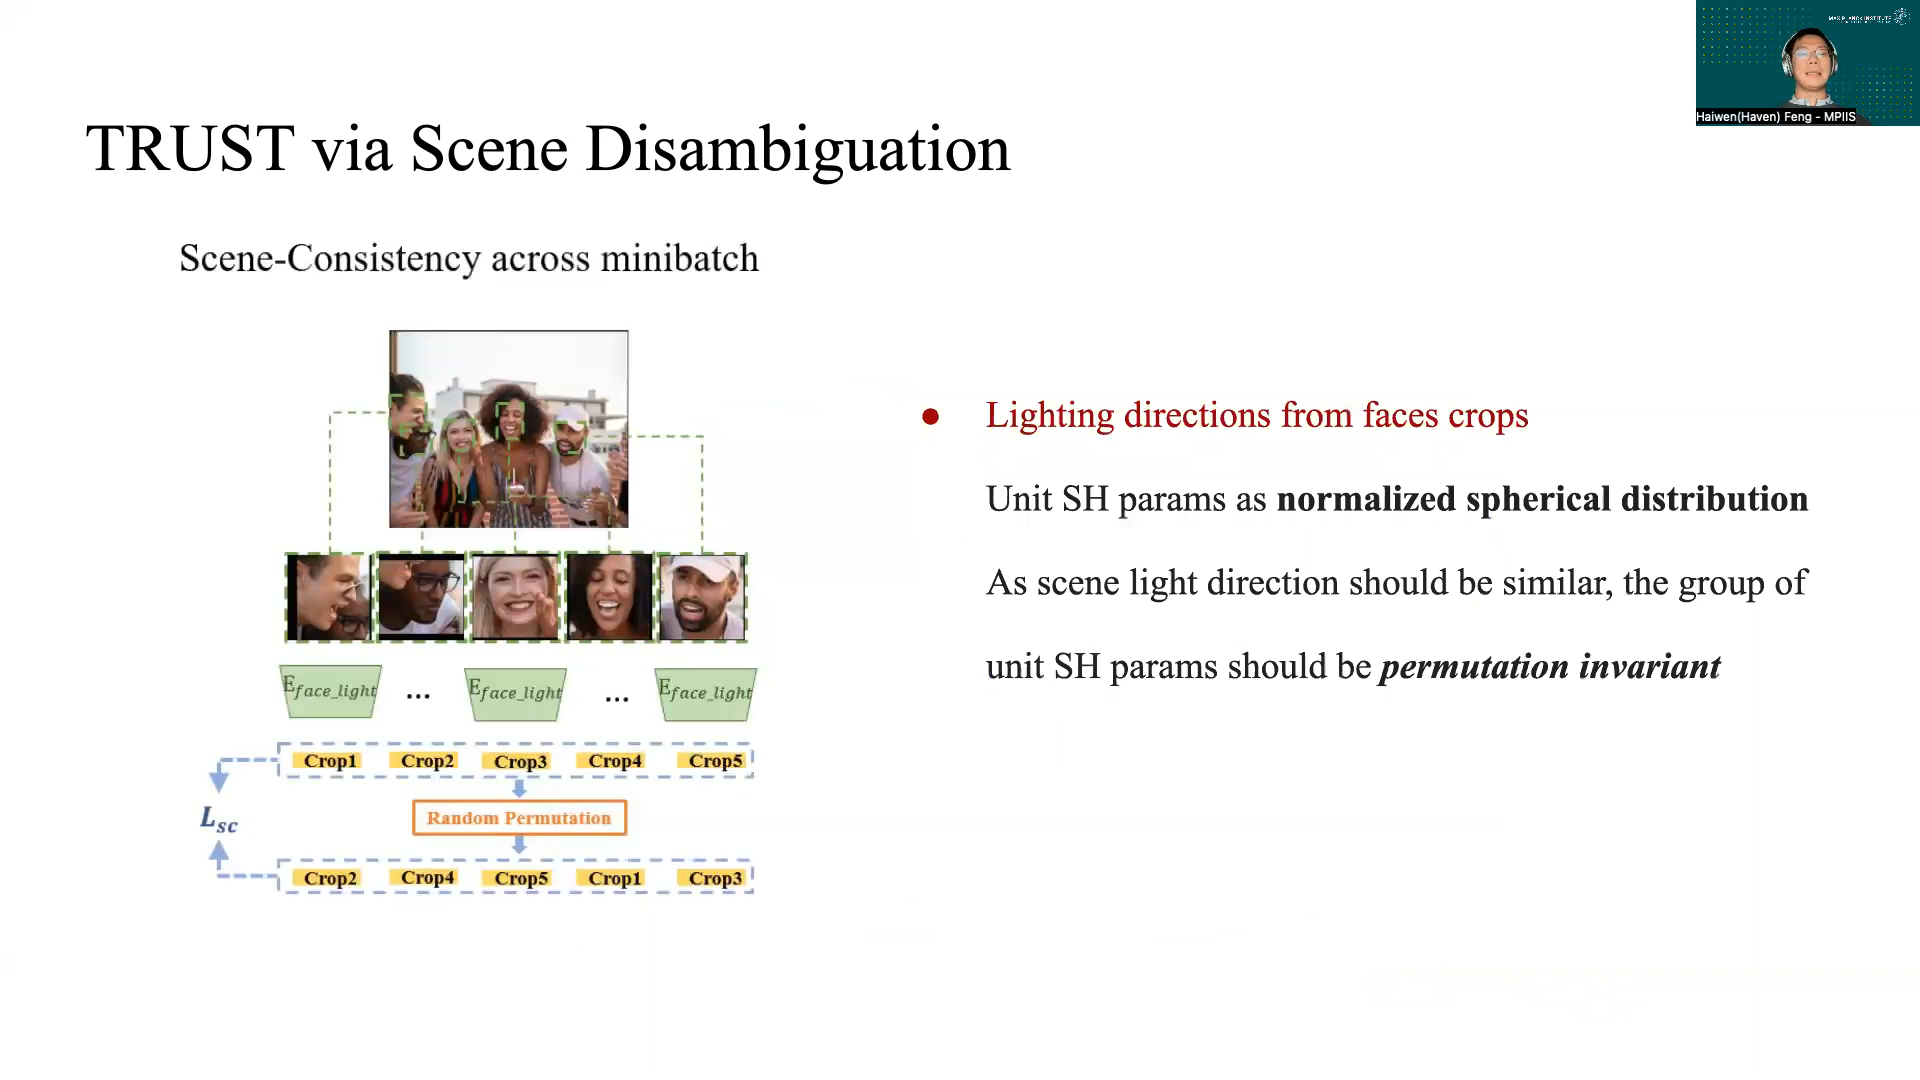 MAX PLANCK INSTITUTE
Haiwen(Haven) Feng - MPIIS
TRUST via Scene Disambiguation
Scene-Consistency across minibatch
● Lighting directions from faces crops
Unit SH params as normalized spherical distribution
As scene light direction should be similar, the group of
unit SH params should be permutation invariant
E_face_light ... E_face_light ... E_face_light
Crop1 Crop2 Crop3 Crop4 Crop5
L_sc
Random Permutation
Crop2 Crop4 Crop5 Crop1 Crop3